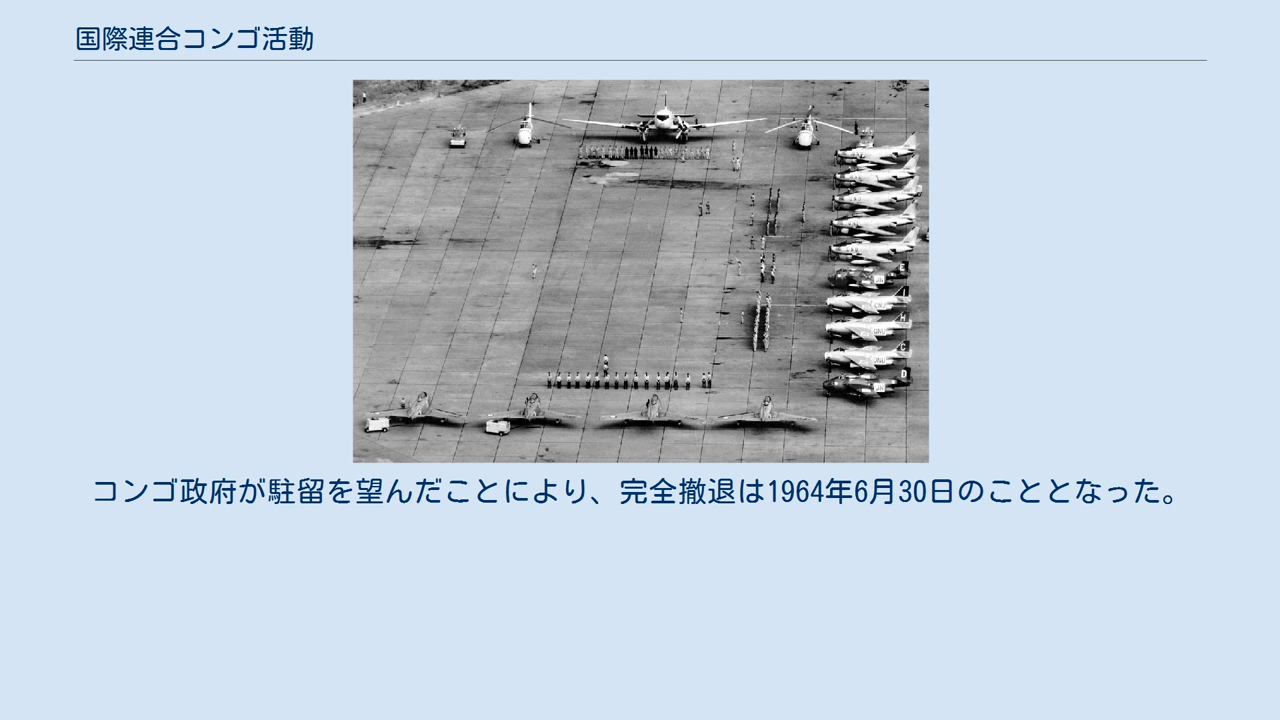 国際連合コンゴ活動
コンゴ政府が駐留を望んだことにより、完全撤退は1964年6月30日のこととなった。